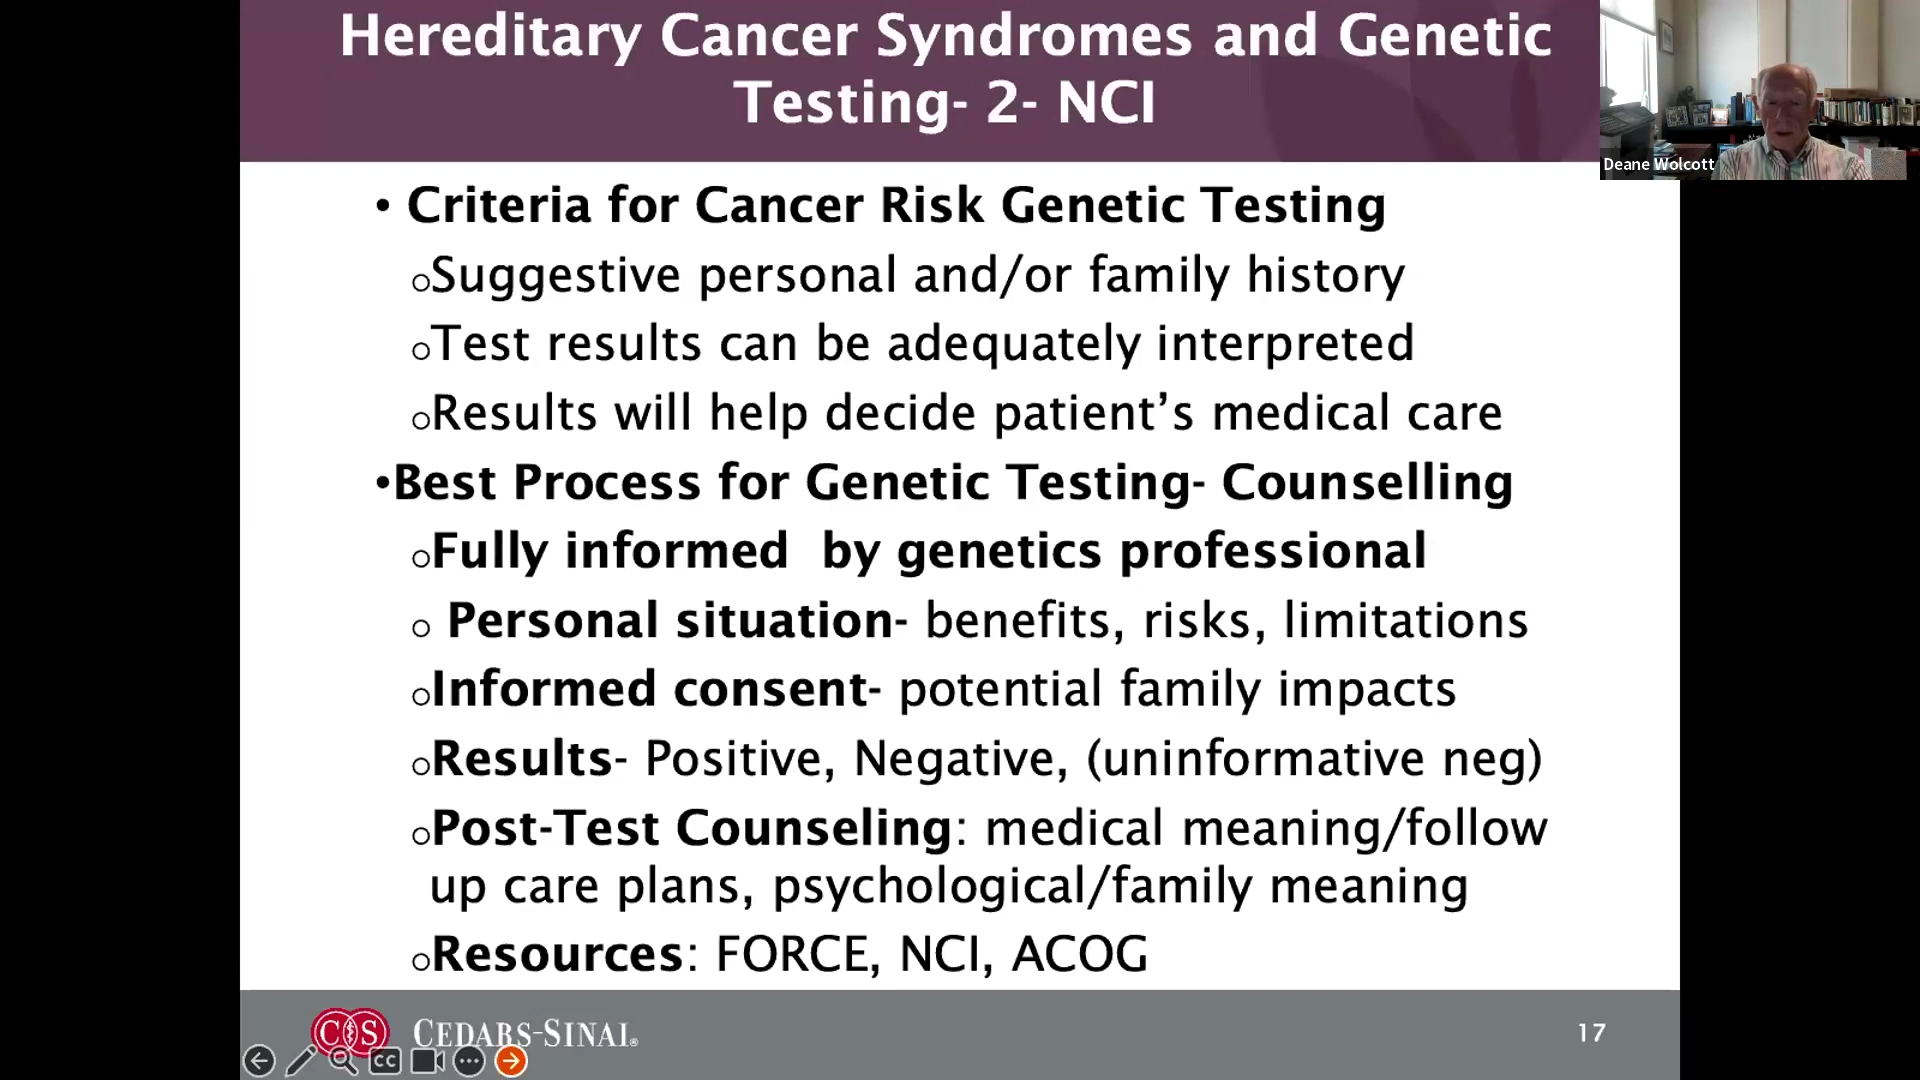 Hereditary Cancer Syndromes and Genetic
Testing- 2- NCI
Deane Wolcott
• Criteria for Cancer Risk Genetic Testing
oSuggestive personal and/or family history
oTest results can be adequately interpreted
oResults will help decide patient’s medical care
•Best Process for Genetic Testing- Counselling
oFully informed  by genetics professional
o Personal situation- benefits, risks, limitations
oInformed consent- potential family impacts
oResults- Positive, Negative, (uninformative neg)
oPost-Test Counseling: medical meaning/follow
up care plans, psychological/family meaning
oResources: FORCE, NCI, ACOG
CS CEDARS-SINAI®
17
CC